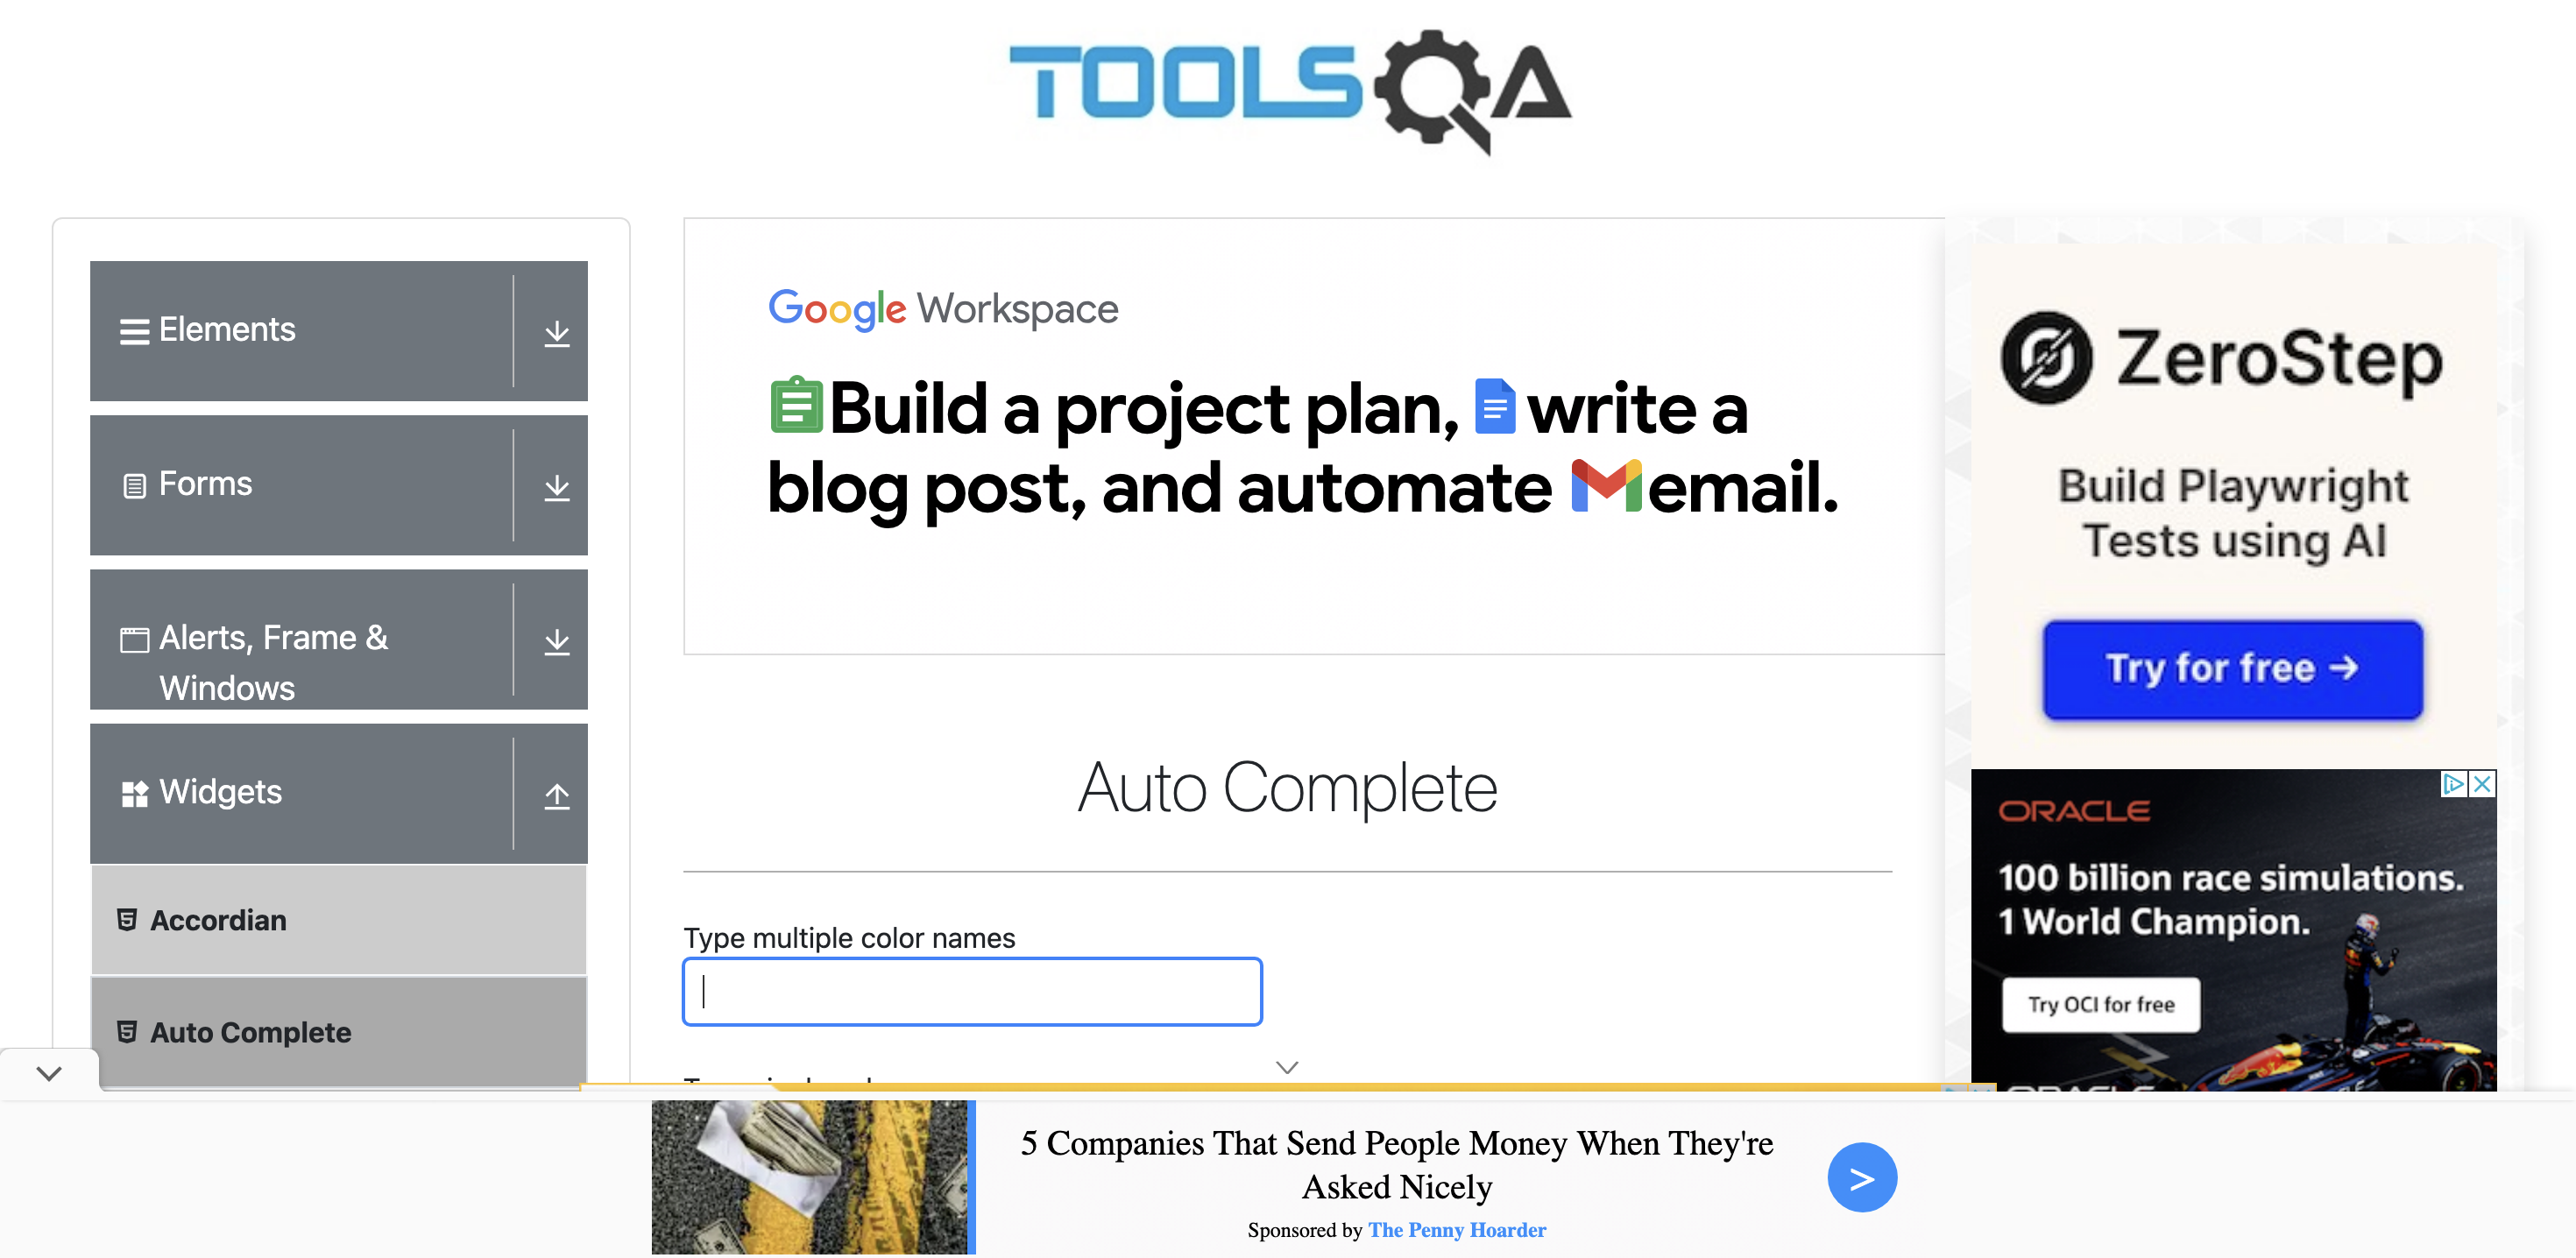 TOOLSQA
Elements
Forms
Alerts, Frame &
Windows
Widgets
Accordian
Auto Complete
Google Workspace
Build a project plan, write a
blog post, and automate email.
Auto Complete
Type multiple color names
ZeroStep
Build Playwright
Tests using AI
Try for free →
ORACLE
100 billion race simulations.
1 World Champion.
Try OCI for free
ORACLE
5 Companies That Send People Money When They're
Asked Nicely
>
Sponsored by The Penny Hoarder